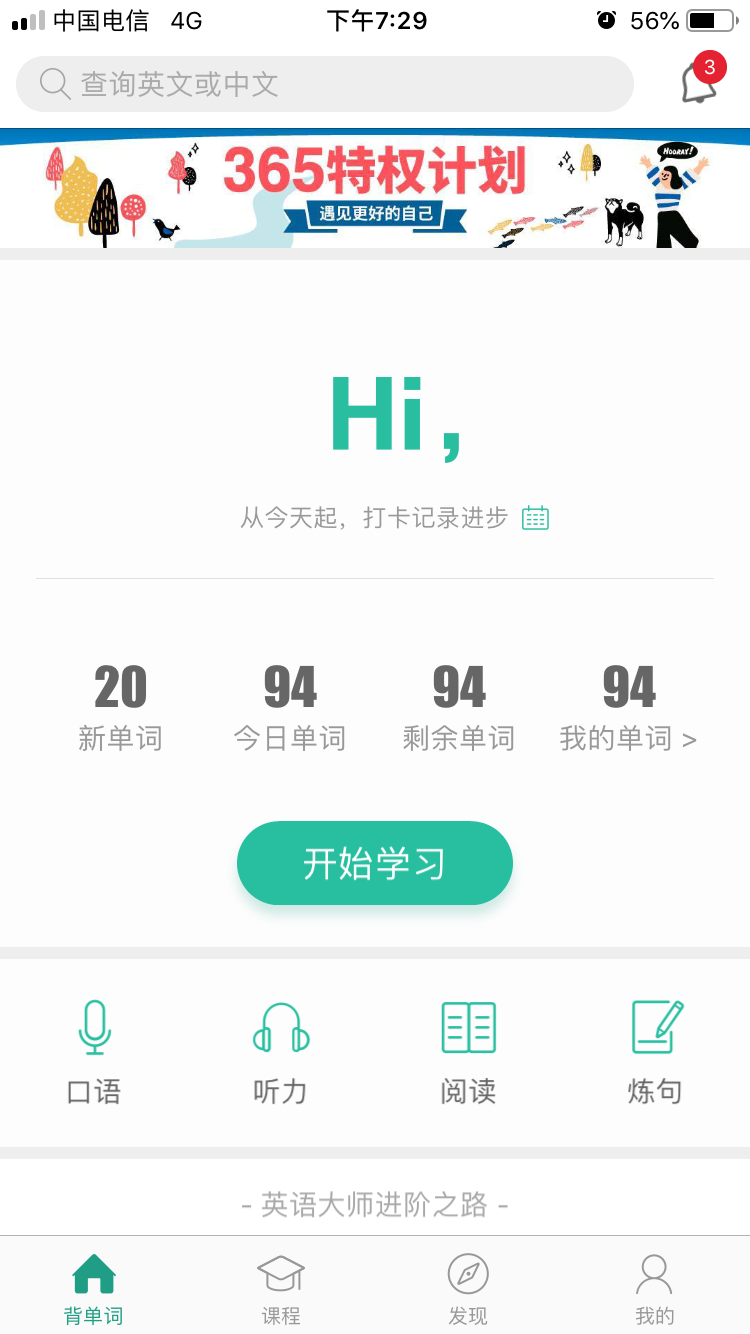 中国电信 4G 下午7:29 56%
查询英文或中文 3
365特权计划
HOORAY!
遇见更好的自己
Hi,
从今天起，打卡记录进步
20 94 94 94
新单词 今日单词 剩余单词 我的单词 >
开始学习
口语 听力 阅读 炼句
- 英语大师进阶之路 -
背单词 课程 发现 我的